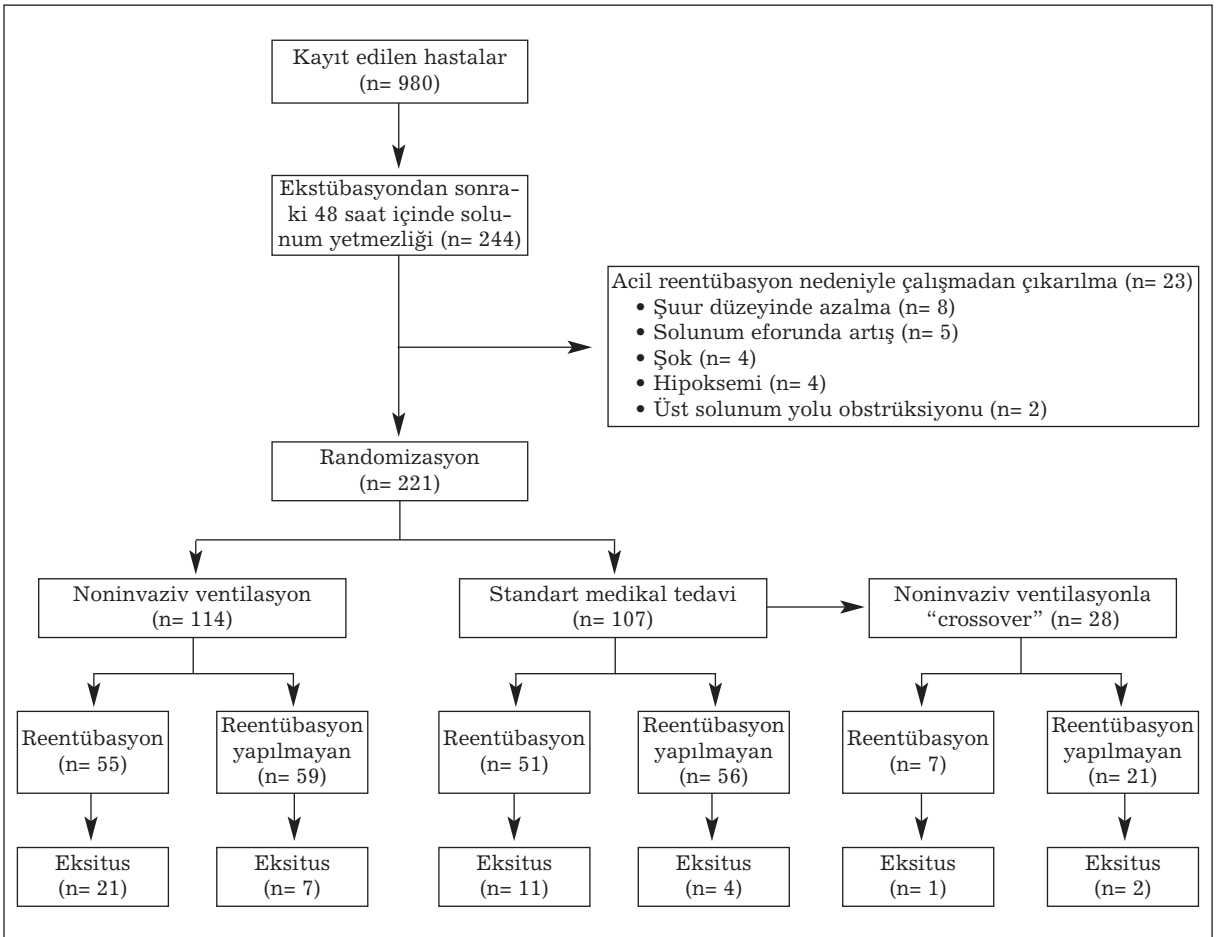 Kayıt edilen hastalar
(n= 980)
Ekstübasyondan sonra-
ki 48 saat içinde solu-
num yetmezliği (n= 244)
Acil reentübasyon nedeniyle çalışmadan çıkarılma (n= 23)
• Şuur düzeyinde azalma (n= 8)
• Solunum eforunda artış (n= 5)
• Şok (n= 4)
• Hipoksemi (n= 4)
• Üst solunum yolu obstrüksiyonu (n= 2)
Randomizasyon
(n= 221)
Noninvaziv ventilasyon
(n= 114)
Standart medikal tedavi
(n= 107)
Noninvaziv ventilasyonla
“crossover” (n= 28)
Reentübasyon
(n= 55)
Reentübasyon
yapılmayan
(n= 59)
Reentübasyon
(n= 51)
Reentübasyon
yapılmayan
(n= 56)
Reentübasyon
(n= 7)
Reentübasyon
yapılmayan
(n= 21)
Eksitus
(n= 21)
Eksitus
(n= 7)
Eksitus
(n= 11)
Eksitus
(n= 4)
Eksitus
(n= 1)
Eksitus
(n= 2)